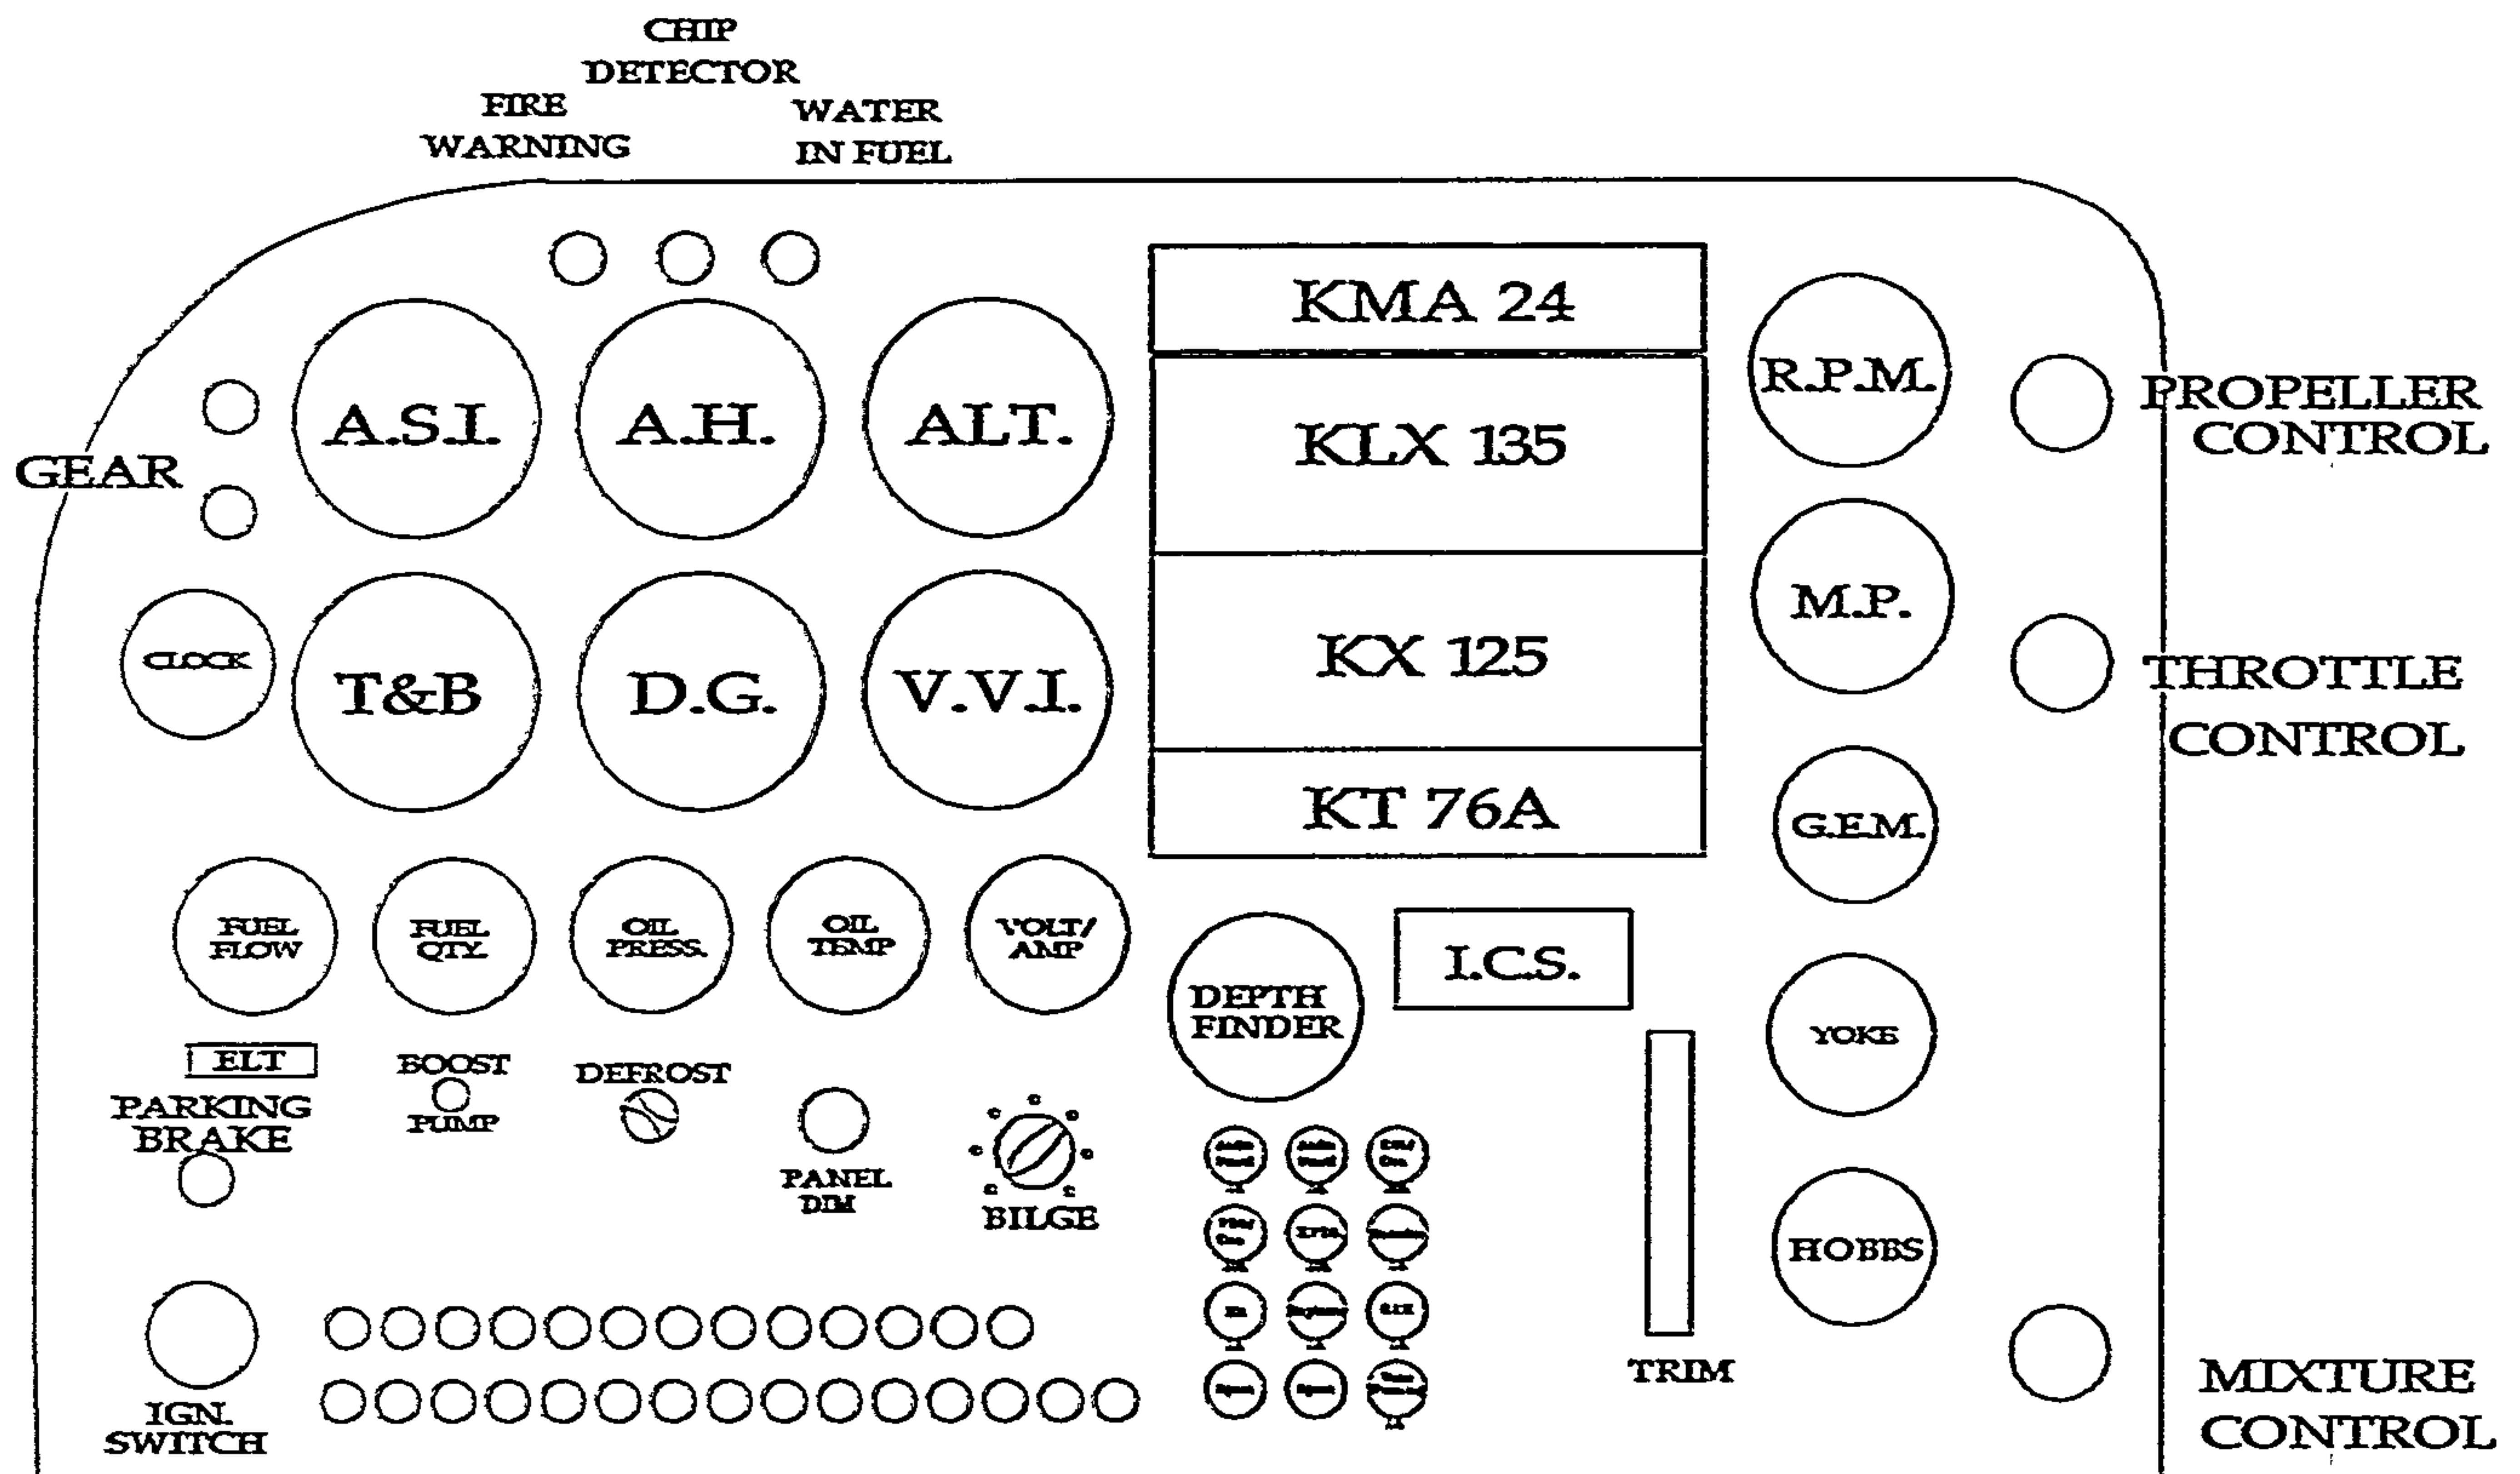 CHIP
DETECTOR
FIRE
WARNING
WATER
IN FUEL
KMA 24
R.P.M.
PROPELLER
CONTROL
A.S.I.
A.H.
ALT.
KLX 135
GEAR
M.P.
CLOCK
T&B
D.G.
V.V.I.
KX 125
THROTTLE
CONTROL
KT 76A
G.E.M.
FUEL
FLOW
FUEL
QTY.
OIL
PRESS.
OIL
TEMP
VOLT/
AMP
I.C.S.
DEPTH
FINDER
YOKE
ELT
BOOST
PUMP
DEFROST
PARKING
BRAKE
PANEL
DIM
BILGE
HOBBS
TRIM
IGN.
SWITCH
MIXTURE
CONTROL